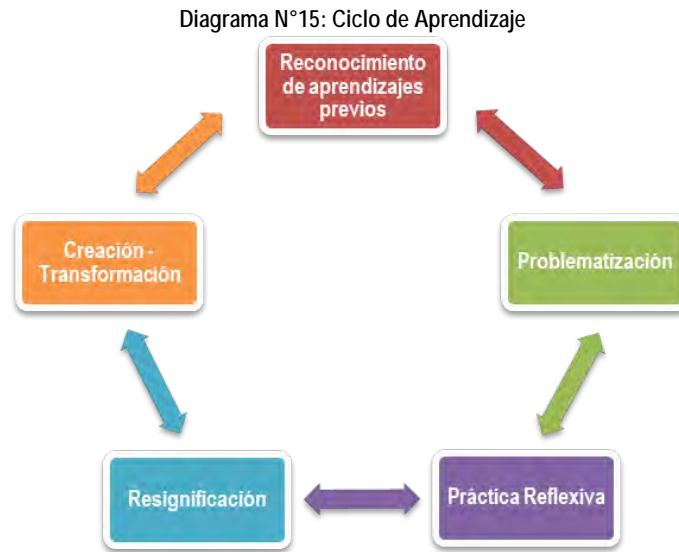 Diagrama N°15: Ciclo de Aprendizaje
Reconocimiento
de aprendizajes
previos
Creación -
Transformación
Problematización
Resignificación
Práctica Reflexiva